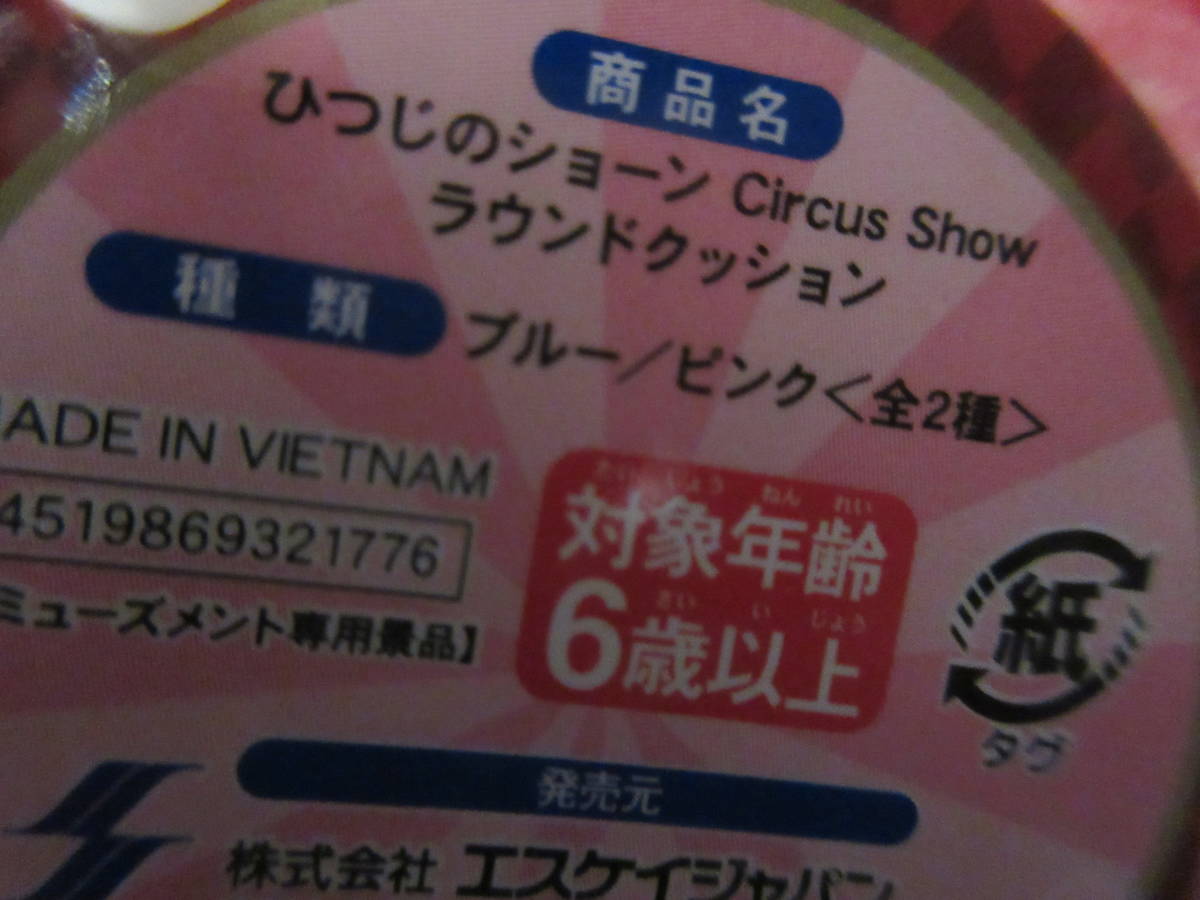 商品名
ひつじのショーン Circus Show
ラウンドクッション
種類
ブルー/ピンク<全2種>
MADE IN VIETNAM
4519869321776
ミューズメント専用景品】
たいしょう ねんれい
対象年齢
さい い じょう
6歳以上
紙
タグ
発売元
株式会社 エスケイジャパン